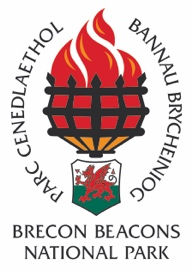 PARC CENEDLAETHOL
BANNAU BRYCHEINIOG
BRECON BEACONS
NATIONAL PARK